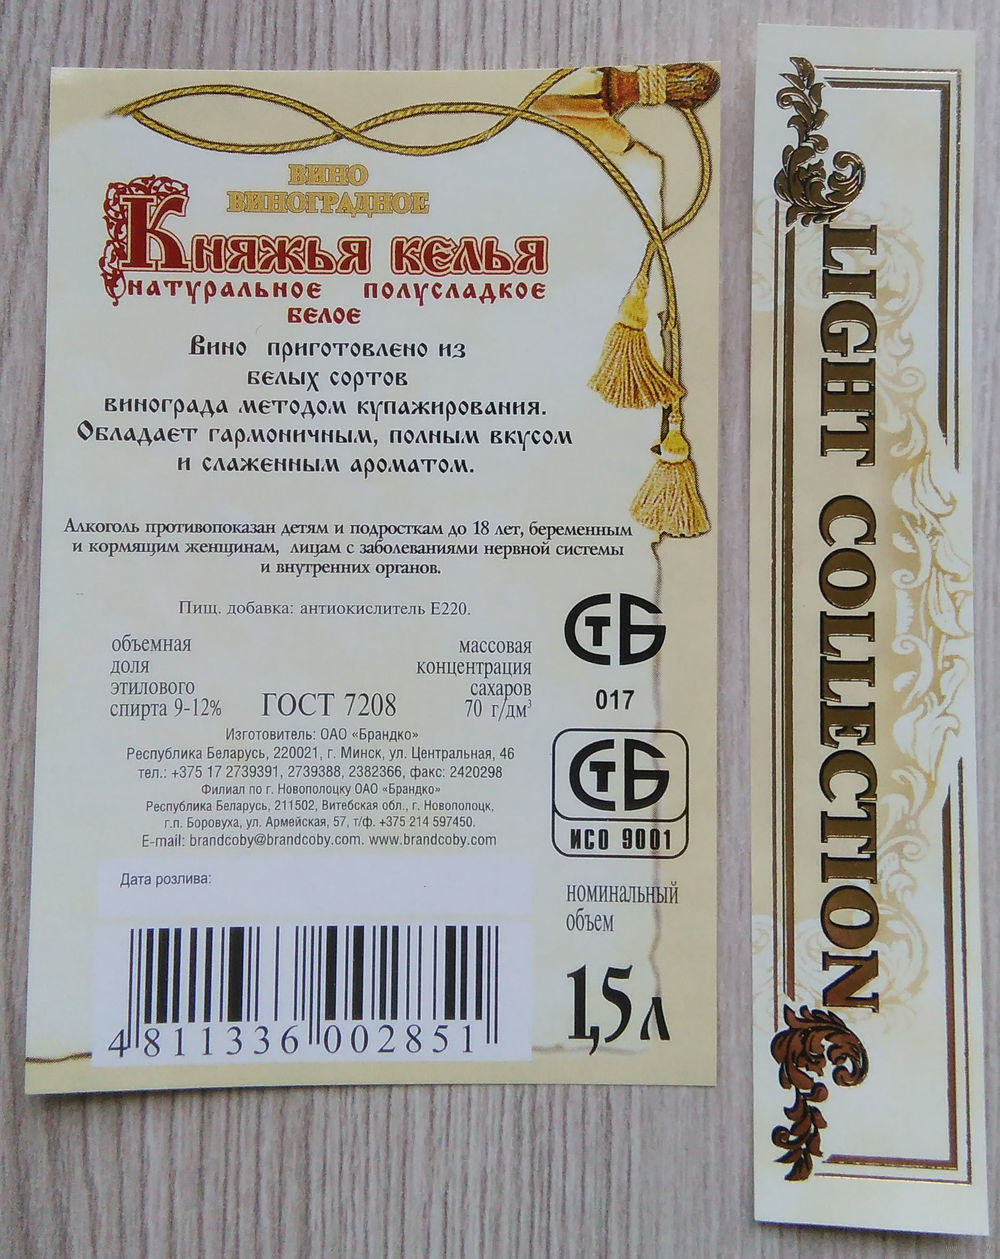 ВИНО
ВИНОГРАДНОЕ
Княжья келья
натуральное полусладкое
белое
Вино приготовлено из
белых сортов
винограда методом купажирования.
Обладает гармоничным, полным вкусом
и слаженным ароматом.
Алкоголь противопоказан детям и подросткам до 18 лет, беременным
и кормящим женщинам, лицам с заболеваниями нервной системы
и внутренних органов.
Пищ. добавка: антиокислитель Е220.
объемная
доля
этилового
спирта 9-12%
ГОСТ 7208
массовая
концентрация
сахаров
70 г/дм³
Изготовитель: ОАО «Брандко»
Республика Беларусь, 220021, г. Минск, ул. Центральная, 46
тел.: +375 17 2739391, 2739388, 2382366, факс: 2420298
Филиал по г. Новополоцку ОАО «Брандко»
Республика Беларусь, 211502, Витебская обл., г. Новополоцк,
г.п. Боровуха, ул. Армейская, 57, т/ф. +375 214 597450.
E-mail: brandcoby@brandcoby.com. www.brandcoby.com
СТБ
017
СТБ
ИСО 9001
Дата розлива:
номинальный
объем
1,5 л
4 811336 002851
LIGHT COLLECTION